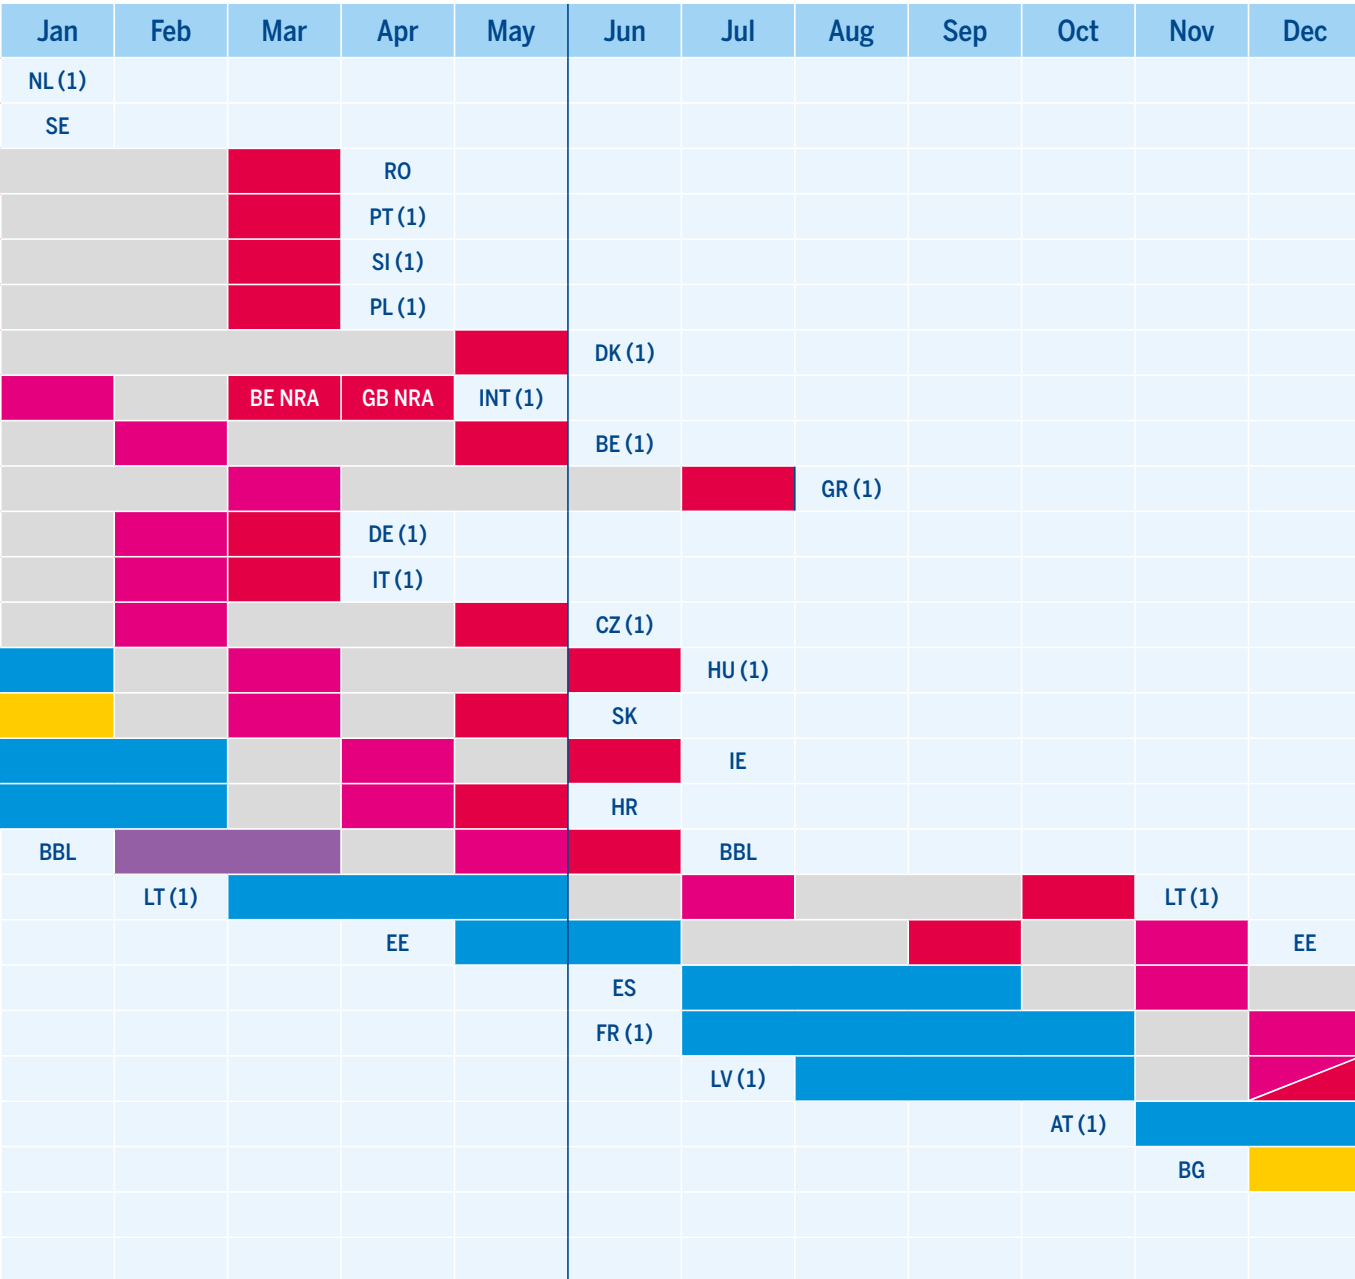 Jan Feb Mar Apr May Jun Jul Aug Sep Oct Nov Dec
NL (1)
SE
RO
PT (1)
SI (1)
PL (1)
DK (1)
BE NRA GB NRA INT (1)
BE (1)
GR (1)
DE (1)
IT (1)
CZ (1)
HU (1)
SK
IE
HR
BBL BBL
LT (1) LT (1)
EE EE
ES
FR (1)
LV (1)
AT (1)
BG